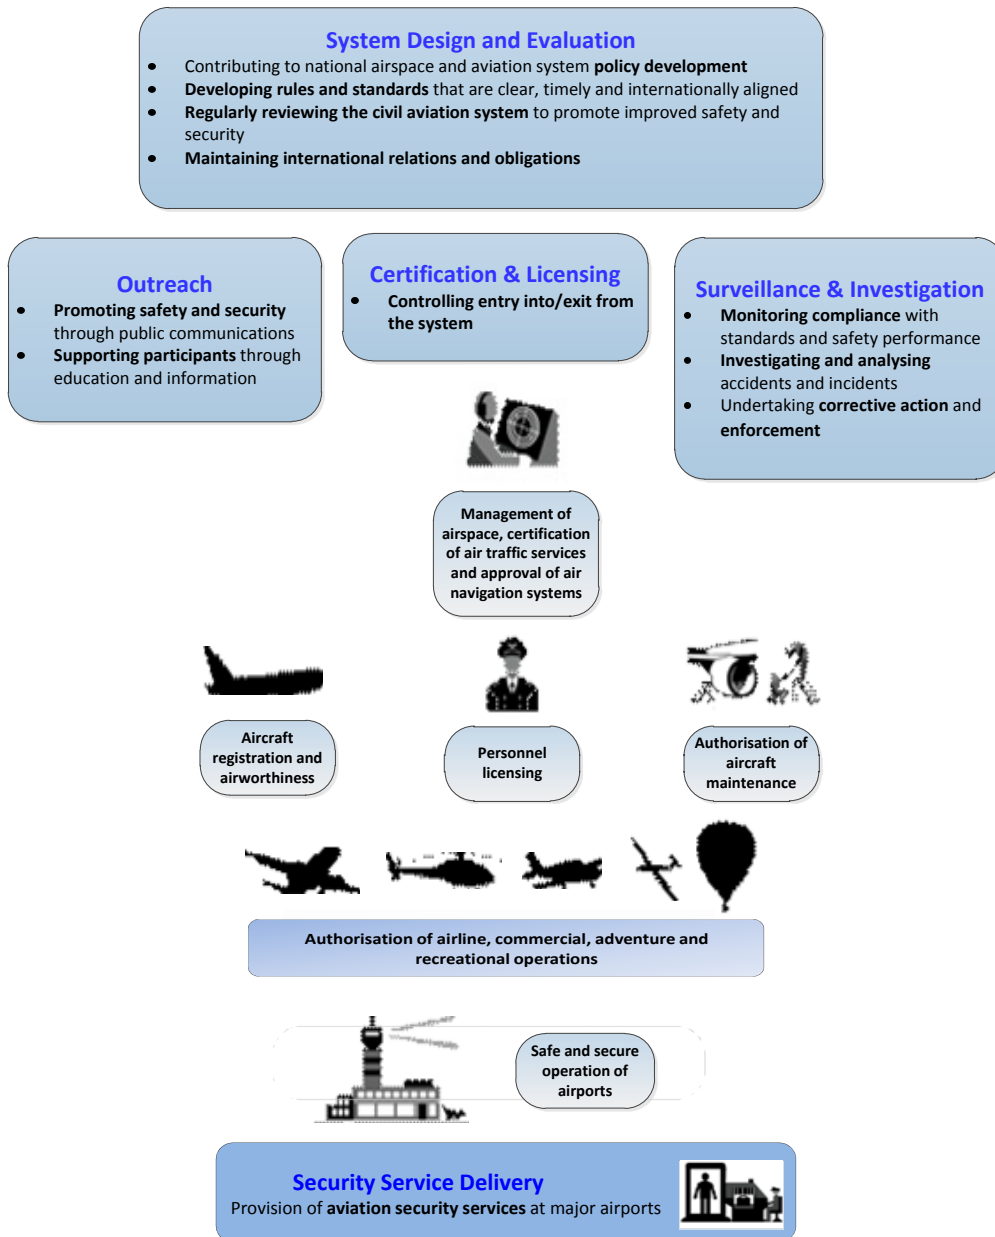 System Design and Evaluation
• Contributing to national airspace and aviation system policy development
• Developing rules and standards that are clear, timely and internationally aligned
• Regularly reviewing the civil aviation system to promote improved safety and
security
• Maintaining international relations and obligations
Outreach
• Promoting safety and security
through public communications
• Supporting participants through
education and information
Certification & Licensing
• Controlling entry into/exit from
the system
Surveillance & Investigation
• Monitoring compliance with
standards and safety performance
• Investigating and analysing
accidents and incidents
• Undertaking corrective action and
enforcement
Management of
airspace, certification
of air traffic services
and approval of air
navigation systems
Aircraft
registration and
airworthiness
Personnel
licensing
Authorisation of
aircraft
maintenance
Authorisation of airline, commercial, adventure and
recreational operations
Safe and secure
operation of
airports
Security Service Delivery
Provision of aviation security services at major airports